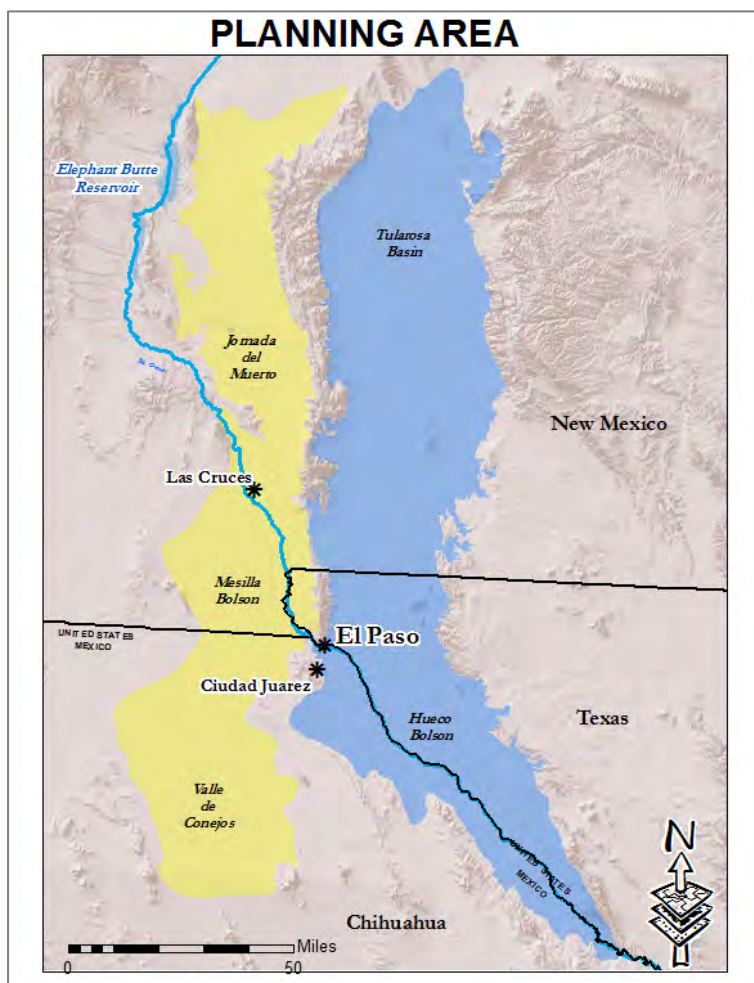 PLANNING AREA
Elephant Butte
Reservoir
Tularosa
Basin
Jornada
del
Muerto
New Mexico
Las Cruces
Mesilla
Bolson
UNITED STATES
MEXICO
El Paso
Ciudad Juarez
Hueco
Bolson
Texas
Valle
de
Conejos
UNITED STATES
MEXICO
N
Chihuahua
Miles
0
50